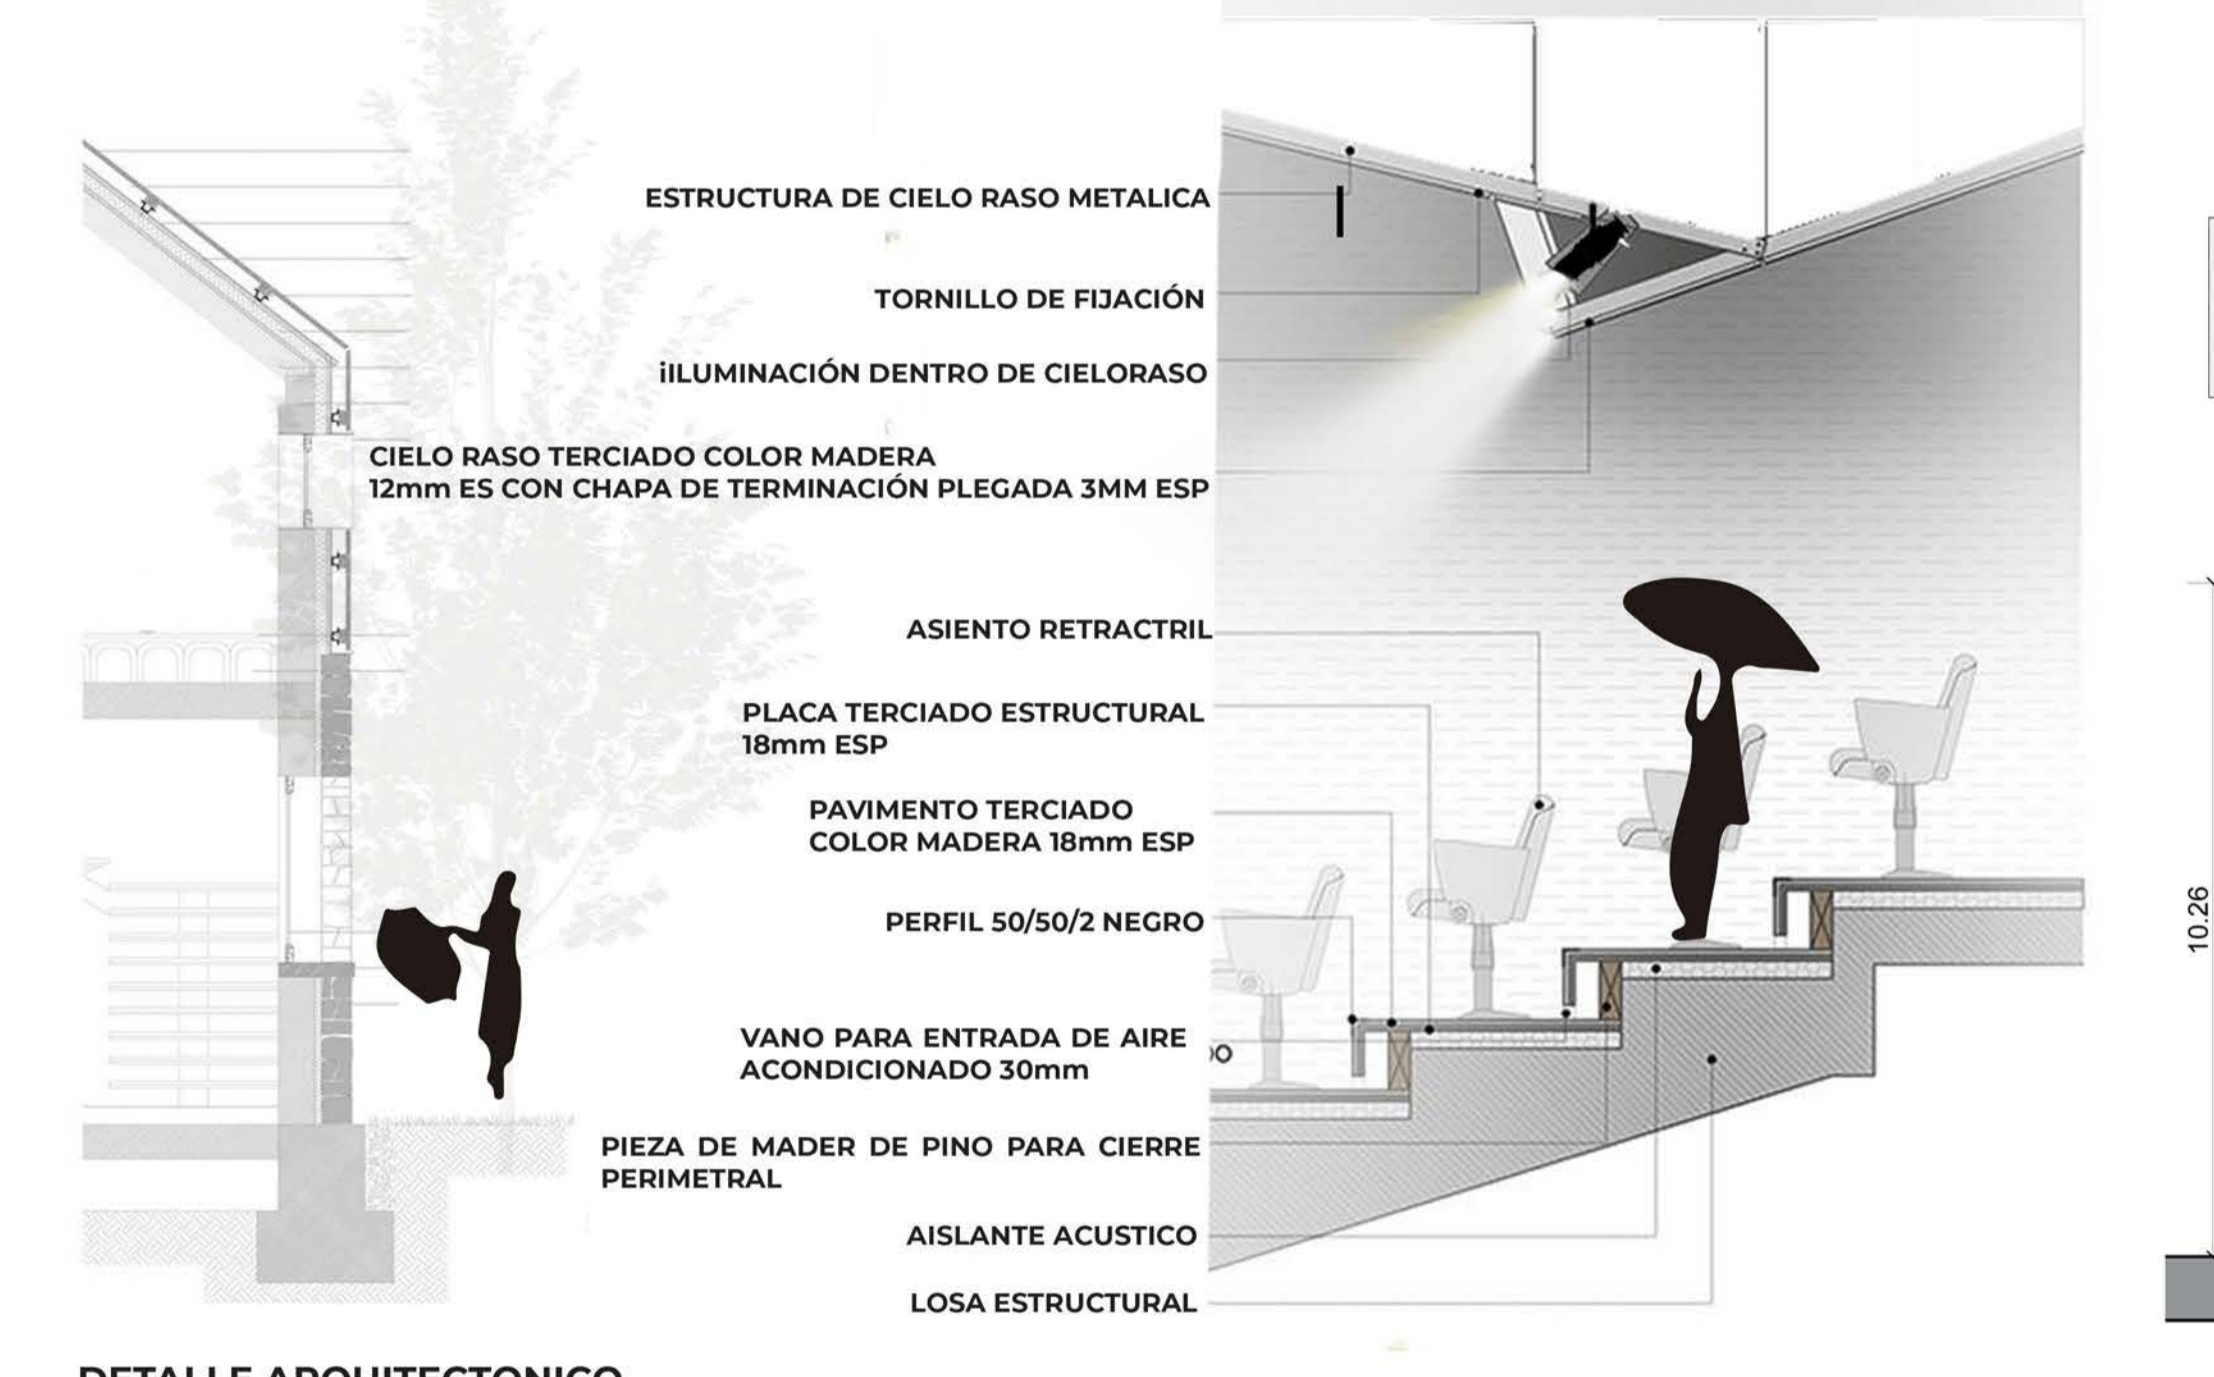 ESTRUCTURA DE CIELO RASO METALICA
TORNILLO DE FIJACIÓN
iILUMINACIÓN DENTRO DE CIELORASO
CIELO RASO TERCIADO COLOR MADERA
12mm ES CON CHAPA DE TERMINACIÓN PLEGADA 3MM ESP
ASIENTO RETRACTRIL
PLACA TERCIADO ESTRUCTURAL
18mm ESP
PAVIMENTO TERCIADO
COLOR MADERA 18mm ESP
PERFIL 50/50/2 NEGRO
10.26
VANO PARA ENTRADA DE AIRE
ACONDICIONADO 30mm
PIEZA DE MADER DE PINO PARA CIERRE
PERIMETRAL
AISLANTE ACUSTICO
LOSA ESTRUCTURAL
DETALLE ARQUITECTONICO